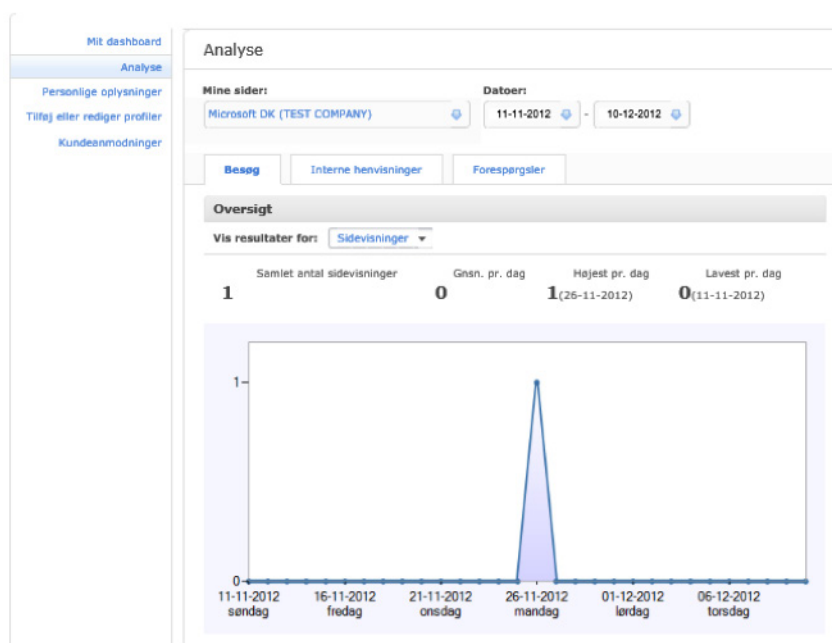 Mit dashboard
Analyse
Personlige oplysninger
Tilføj eller rediger profiler
Kundeanmodninger
Analyse
Mine sider: Datoer:
Microsoft DK (TEST COMPANY) 11-11-2012 - 10-12-2012
Besøg Interne henvisninger Forespørgsler
Oversigt
Vis resultater for: Sidevisninger
Samlet antal sidevisninger Gnsn. pr. dag Højest pr. dag Lavest pr. dag
1 0 1(26-11-2012) 0(11-11-2012)
1
0
11-11-2012 16-11-2012 21-11-2012 26-11-2012 01-12-2012 06-12-2012
søndag fredag onsdag mandag lørdag torsdag